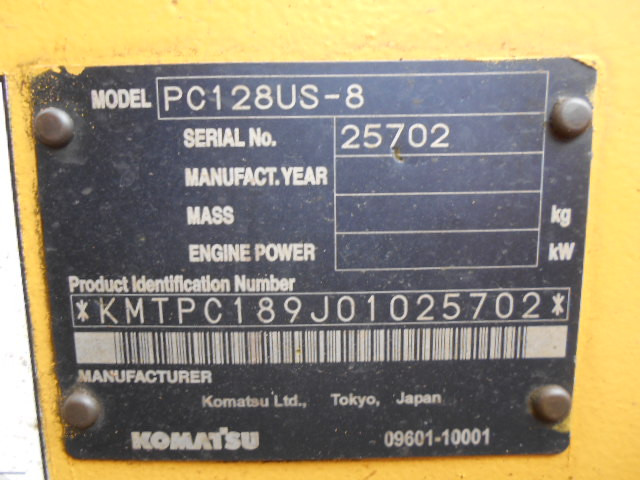 MODEL PC128US-8
SERIAL No. 25702
MANUFACT. YEAR
MASS kg
ENGINE POWER kW
Product Identification Number
*KMTPC189J01025702*
MANUFACTURER
Komatsu Ltd., Tokyo, Japan
KOMATSU 09601-10001